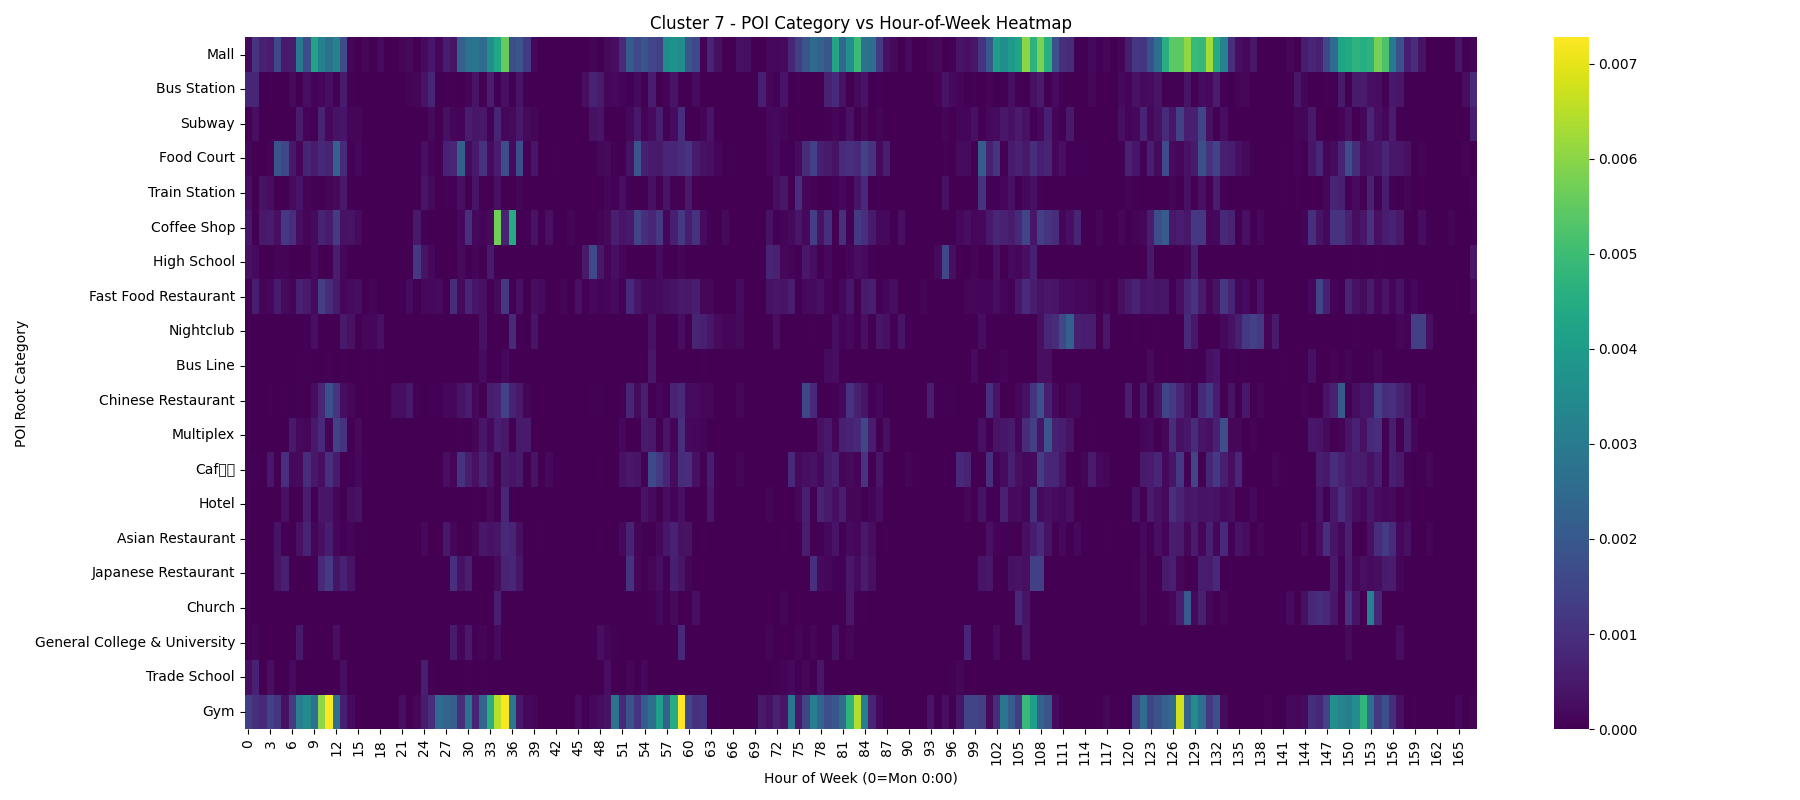 Cluster 7 - POI Category vs Hour-of-Week Heatmap
POI Root Category
Mall
Bus Station
Subway
Food Court
Train Station
Coffee Shop
High School
Fast Food Restaurant
Nightclub
Bus Line
Chinese Restaurant
Multiplex
Caf▯▯
Hotel
Asian Restaurant
Japanese Restaurant
Church
General College & University
Trade School
Gym
0 3 6 9 12 15 18 21 24 27 30 33 36 39 42 45 48 51 54 57 60 63 66 69 72 75 78 81 84 87 90 93 96 99 102 105 108 111 114 117 120 123 126 129 132 135 138 141 144 147 150 153 156 159 162 165
Hour of Week (0=Mon 0:00)
0.007
0.006
0.005
0.004
0.003
0.002
0.001
0.000